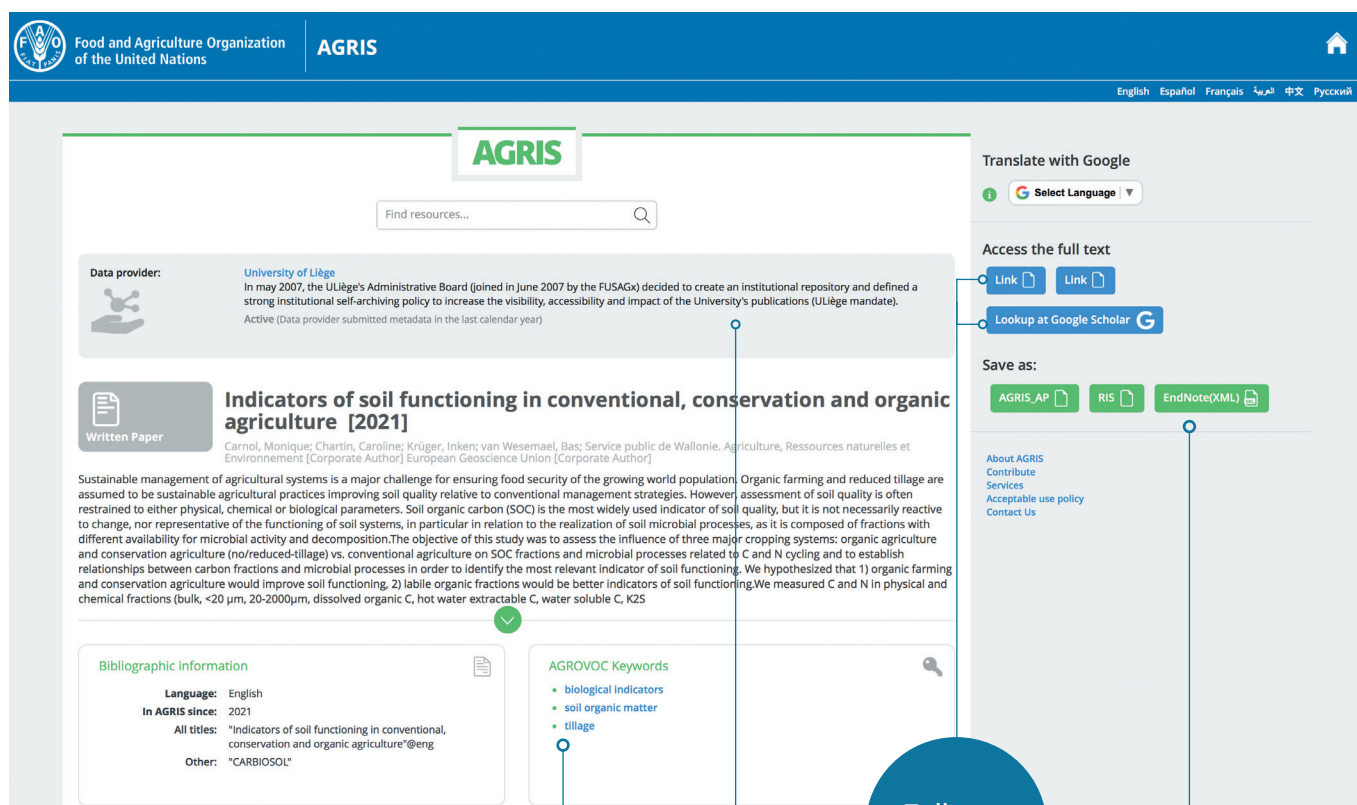 Food and Agriculture Organization
of the United Nations
AGRIS
English Español Français العربية 中文 Русский
AGRIS
Find resources...
Data provider:
University of Liège
In may 2007, the ULiège's Administrative Board (joined in June 2007 by the FUSAGx) decided to create an institutional repository and defined a
strong institutional self-archiving policy to increase the visibility, accessibility and impact of the University's publications (ULiège mandate).
Active (Data provider submitted metadata in the last calendar year)
Written Paper
Indicators of soil functioning in conventional, conservation and organic
agriculture [2021]
Carnol, Monique; Chartin, Caroline; Krüger, Inken; van Wesemael, Bas; Service public de Wallonie. Agriculture, Ressources naturelles et
Environnement [Corporate Author] European Geoscience Union [Corporate Author]
Sustainable management of agricultural systems is a major challenge for ensuring food security of the growing world population. Organic farming and reduced tillage are
assumed to be sustainable agricultural practices improving soil quality relative to conventional management strategies. However, assessment of soil quality is often
restrained to either physical, chemical or biological parameters. Soil organic carbon (SOC) is the most widely used indicator of soil quality, but it is not necessarily reactive
to change, nor representative of the functioning of soil systems, in particular in relation to the realization of soil microbial processes, as it is composed of fractions with
different availability for microbial activity and decomposition.The objective of this study was to assess the influence of three major cropping systems: organic agriculture
and conservation agriculture (no/reduced-tillage) vs. conventional agriculture on SOC fractions and microbial processes related to C and N cycling and to establish
relationships between carbon fractions and microbial processes in order to identify the most relevant indicator of soil functioning. We hypothesized that 1) organic farming
and conservation agriculture would improve soil functioning, 2) labile organic fractions would be better indicators of soil functioning.We measured C and N in physical and
chemical fractions (bulk, <20 μm, 20-2000μm, dissolved organic C, hot water extractable C, water soluble C, K2S
Bibliographic information
Language: English
In AGRIS since: 2021
All titles: "Indicators of soil functioning in conventional,
conservation and organic agriculture"@eng
Other: "CARBIOSOL"
AGROVOC Keywords
biological indicators
soil organic matter
tillage
Translate with Google
Select Language
Access the full text
Link Link
Lookup at Google Scholar
Save as:
AGRIS_AP RIS EndNote(XML)
About AGRIS
Contribute
Services
Acceptable use policy
Contact Us